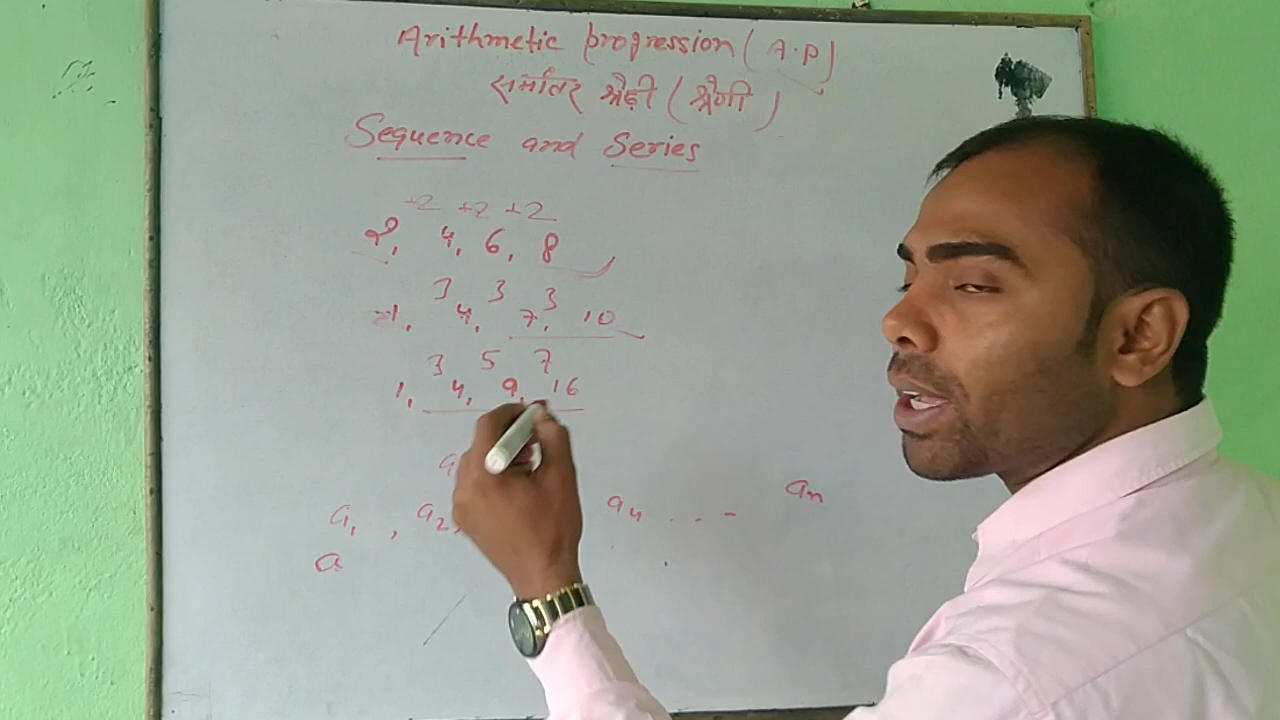 Arithmetic progression (A.P)
समांतर श्रेढ़ी (श्रेणी)
Sequence and Series
+2 +2 +2
2, 4, 6, 8
3 3 3
1, 4, 7, 10
3 5 7
1, 4, 9, 16
a₁, a₂, a₄ ... - aₙ
a